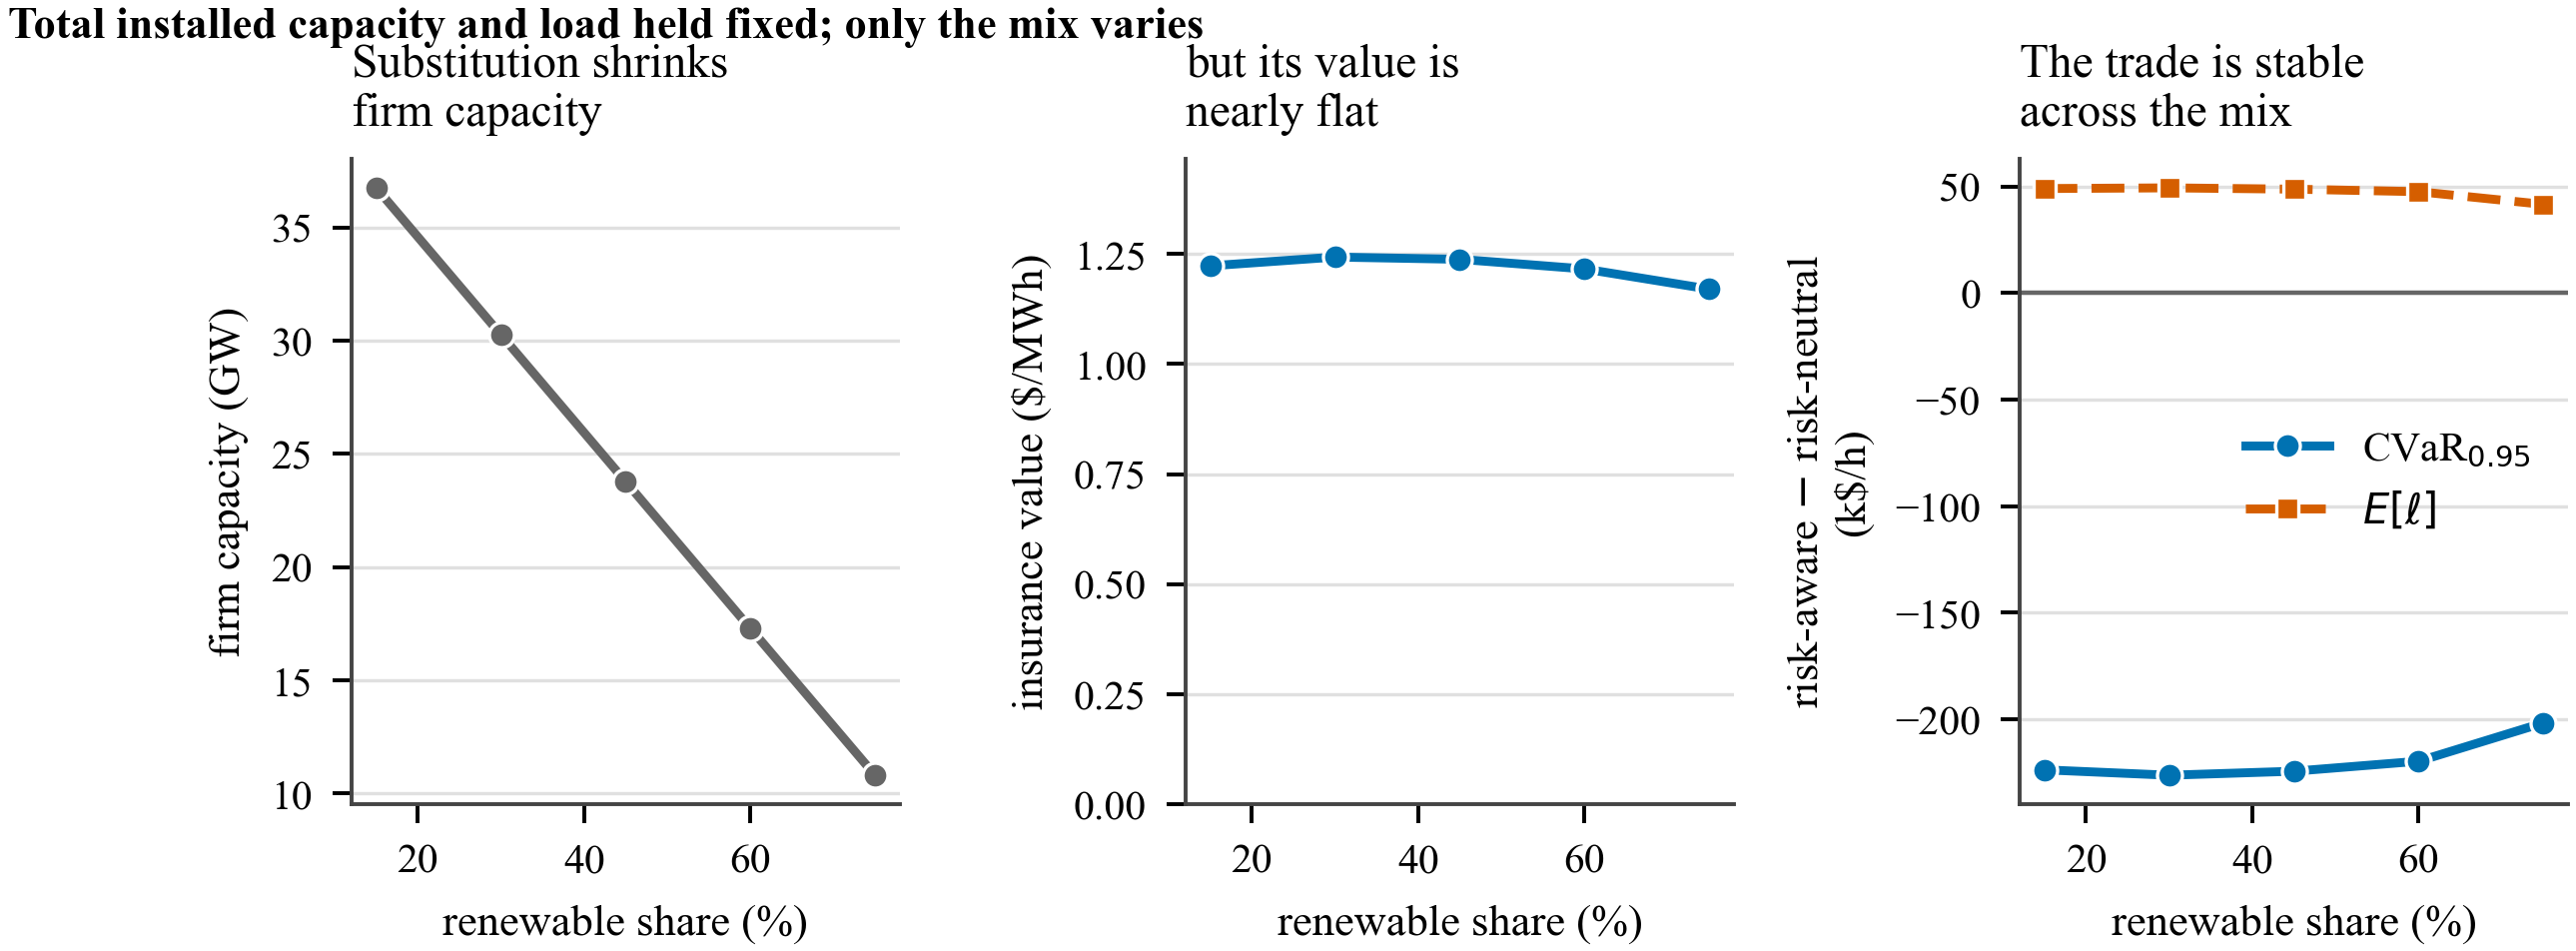 Total installed capacity and load held fixed; only the mix varies
Substitution shrinks
firm capacity
firm capacity (GW)
35
30
25
20
15
10
20 40 60
renewable share (%)
but its value is
nearly flat
insurance value ($/MWh)
1.25
1.00
0.75
0.50
0.25
0.00
20 40 60
renewable share (%)
The trade is stable
across the mix
risk-aware − risk-neutral
(k$/h)
50
0
−50
−100
−150
−200
CVaR0.95
E[ℓ]
20 40 60
renewable share (%)